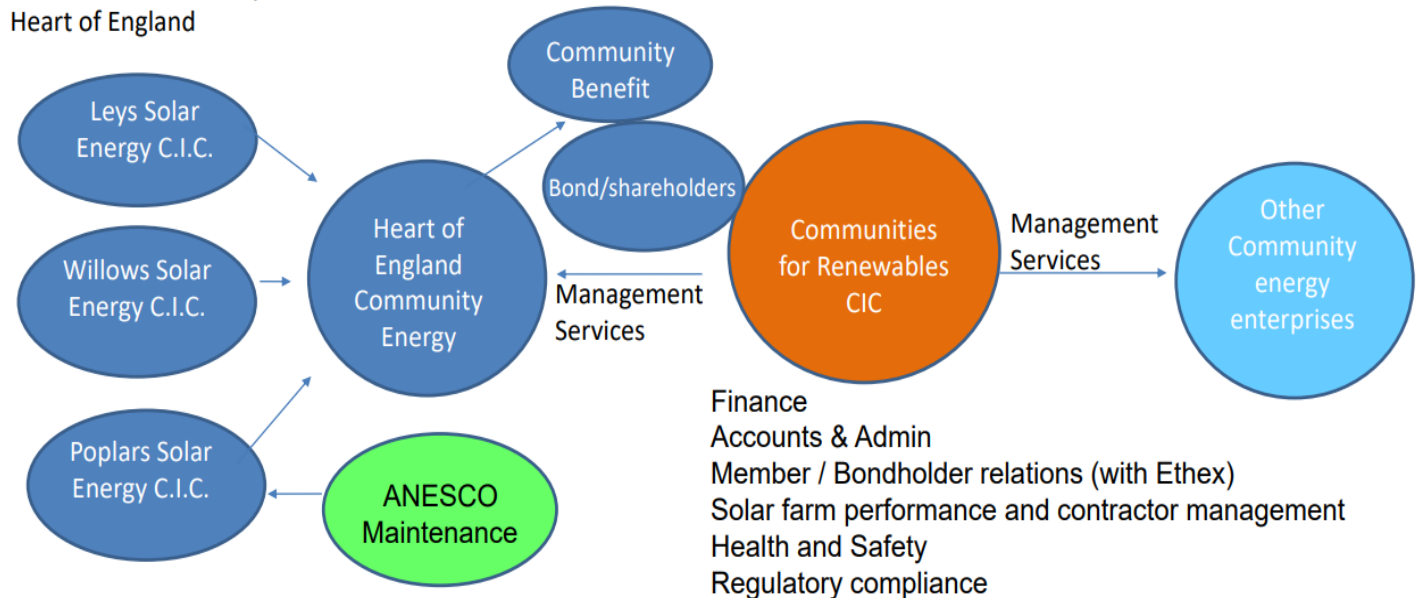 Heart of England
Community
Benefit
Leys Solar
Energy C.I.C.
Bond/shareholders
Heart of
England
Community
Energy
Communities
for Renewables
CIC
Management
Services
Other
Community
energy
enterprises
Willows Solar
Energy C.I.C.
Management
Services
Poplars Solar
Energy C.I.C.
ANESCO
Maintenance
Finance
Accounts & Admin
Member / Bondholder relations (with Ethex)
Solar farm performance and contractor management
Health and Safety
Regulatory compliance